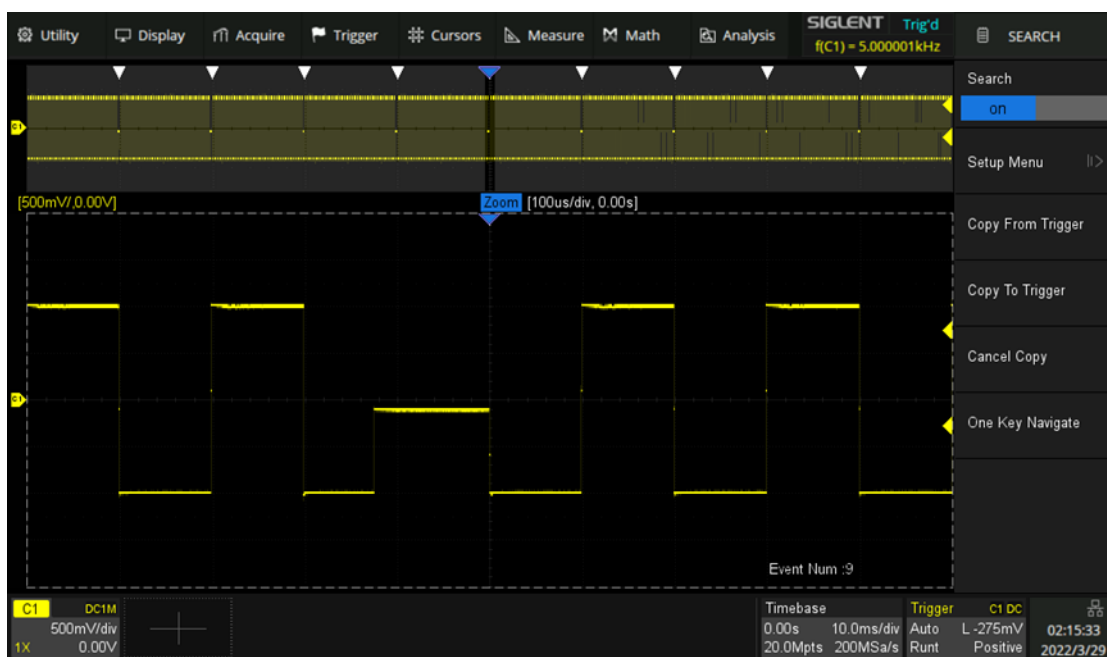 Utility Display Acquire Trigger Cursors Measure Math Analysis SIGLENT Trig'd SEARCH
f(C1) = 5.000001kHz
Search
on
C1
Setup Menu
[500mV/,0.00V] Zoom [100us/div, 0.00s]
Copy From Trigger
Copy To Trigger
Cancel Copy
C1
One Key Navigate
Event Num :9
C1 DC1M Timebase Trigger C1 DC
500mV/div 0.00s 10.0ms/div Auto L -275mV 02:15:33
1X 0.00V 20.0Mpts 200MSa/s Runt Positive 2022/3/29